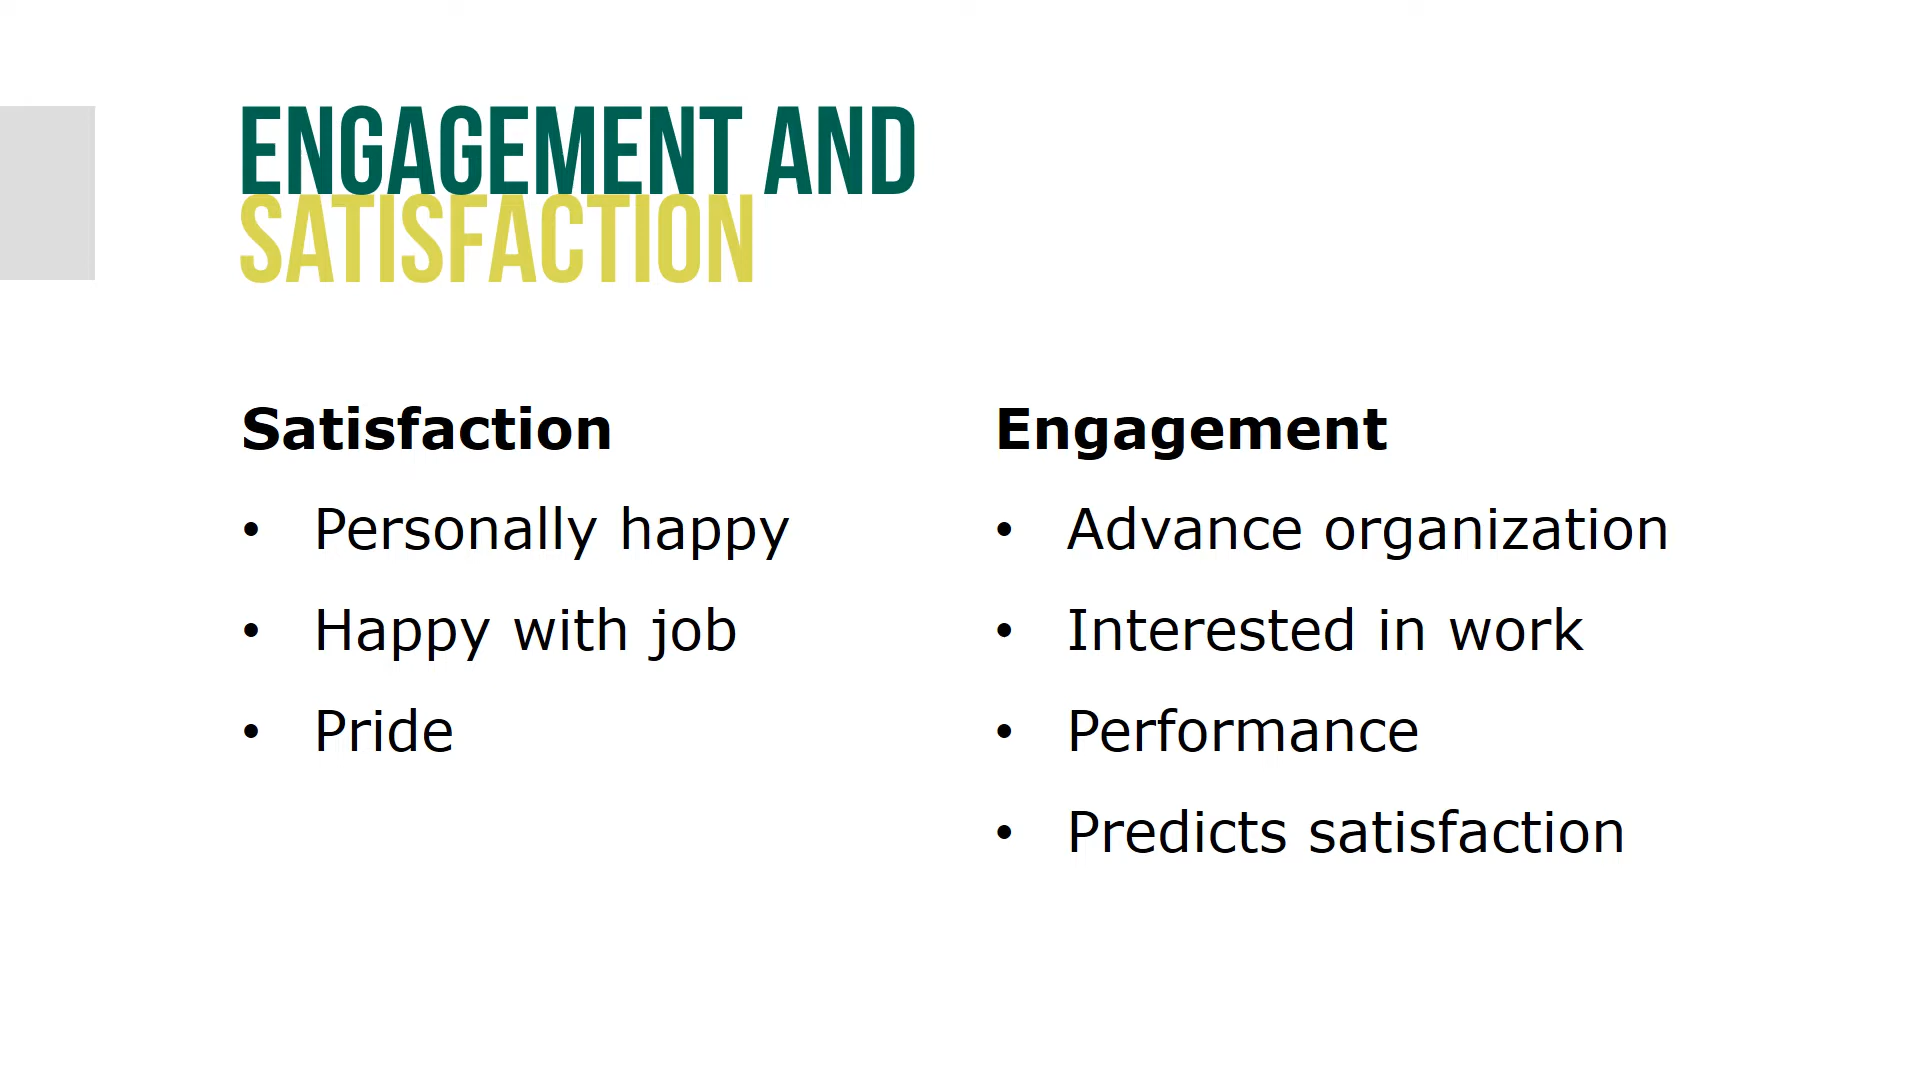 ENGAGEMENT AND
SATISFACTION
Satisfaction
• Personally happy
• Happy with job
• Pride
Engagement
• Advance organization
• Interested in work
• Performance
• Predicts satisfaction